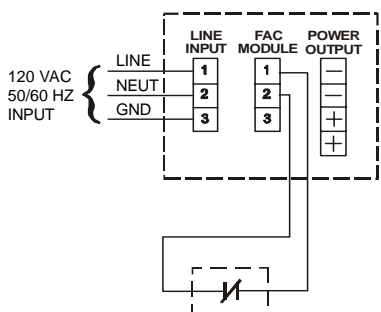 LINE INPUT
FAC MODULE
POWER OUTPUT
120 VAC
50/60 HZ
INPUT
LINE
NEUT
GND
1
2
3
1
2
3
–
–
+
+